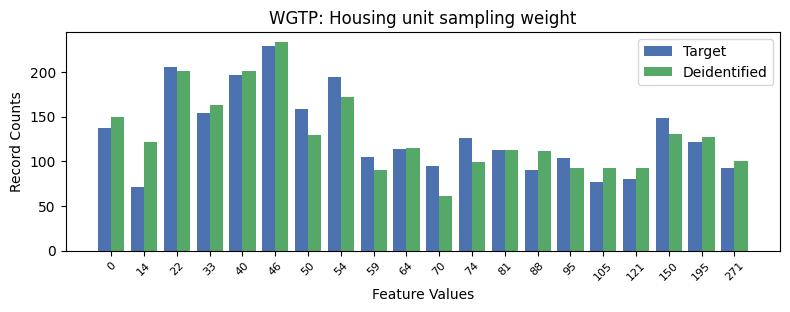 WGTP: Housing unit sampling weight
Target
Deidentified
Record Counts
200
150
100
50
0
0 14 22 33 40 46 50 54 59 64 70 74 81 88 95 105 121 150 195 271
Feature Values